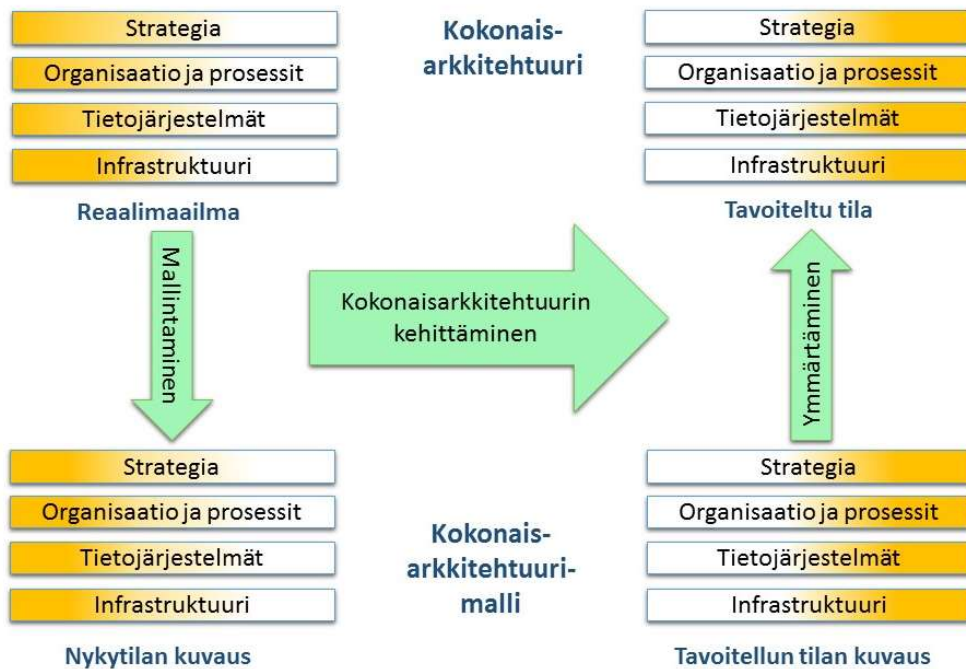 Strategia
Organisaatio ja prosessit
Tietojärjestelmät
Infrastruktuuri
Reaalimaailma
Kokonais-
arkkitehtuuri
Strategia
Organisaatio ja prosessit
Tietojärjestelmät
Infrastruktuuri
Tavoiteltu tila
Mallintaminen
Kokonaisarkkitehtuurin
kehittäminen
Ymmärtäminen
Strategia
Organisaatio ja prosessit
Tietojärjestelmät
Infrastruktuuri
Nykytilan kuvaus
Kokonais-
arkkitehtuuri-
malli
Strategia
Organisaatio ja prosessit
Tietojärjestelmät
Infrastruktuuri
Tavoitellun tilan kuvaus